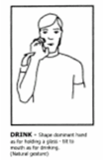 DRINK - Shape dominant hand
as for holding a glass - tilt to
mouth as for drinking.
(Natural gesture)